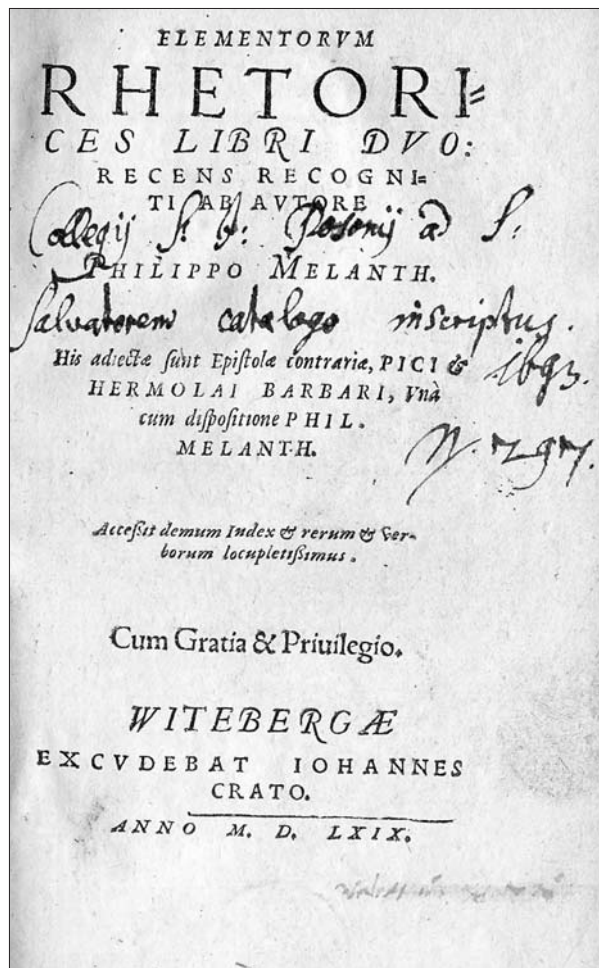 ELEMENTORVM
RHETORI=
CES LIBRI DVO:
RECENS RECOGNI=
TI AB AVTORE
Collegij S. J. Posonij ad S.
PHILIPPO MELANTH.
Salvatorem catalogo inscriptus.
His adiectæ sunt Epistolæ contrariæ, PICI & 1693.
HERMOLAI BARBARI, Vnà
cum dispositione PHIL.
MELANTH.
N. 797.
Accessit demum Index & rerum & ver-
borum locupletissimus.
Cum Gratia & Priuilegio.
WITEBERGÆ
EXCVDEBAT IOHANNES
CRATO.
ANNO M. D. LXIX.